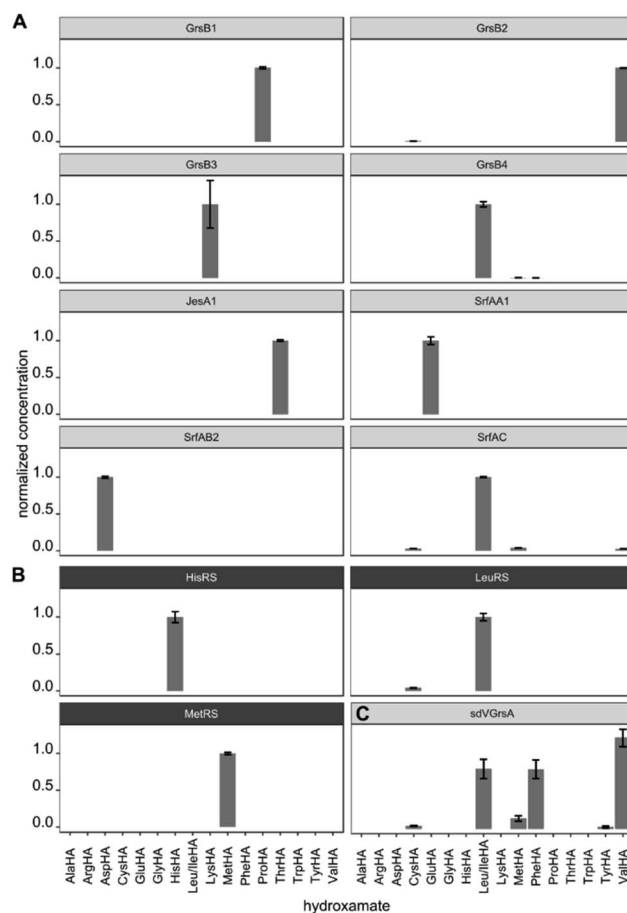 A
GrsB1
GrsB2
1.0
0.5
0.0
GrsB3
GrsB4
1.0
0.5
0.0
JesA1
SrfAA1
1.0
0.5
0.0
SrfAB2
SrfAC
1.0
0.5
0.0
normalized concentration
B
HisRS
LeuRS
1.0
0.5
0.0
MetRS
C
sdVGrsA
1.0
0.5
0.0
AlaHA
ArgHA
AspHA
CysHA
GluHA
GlyHA
HisHA
Leu/IleHA
LysHA
MetHA
PheHA
ProHA
ThrHA
TrpHA
TyrHA
ValHA
AlaHA
ArgHA
AspHA
CysHA
GluHA
GlyHA
HisHA
Leu/IleHA
LysHA
MetHA
PheHA
ProHA
ThrHA
TrpHA
TyrHA
ValHA
hydroxamate